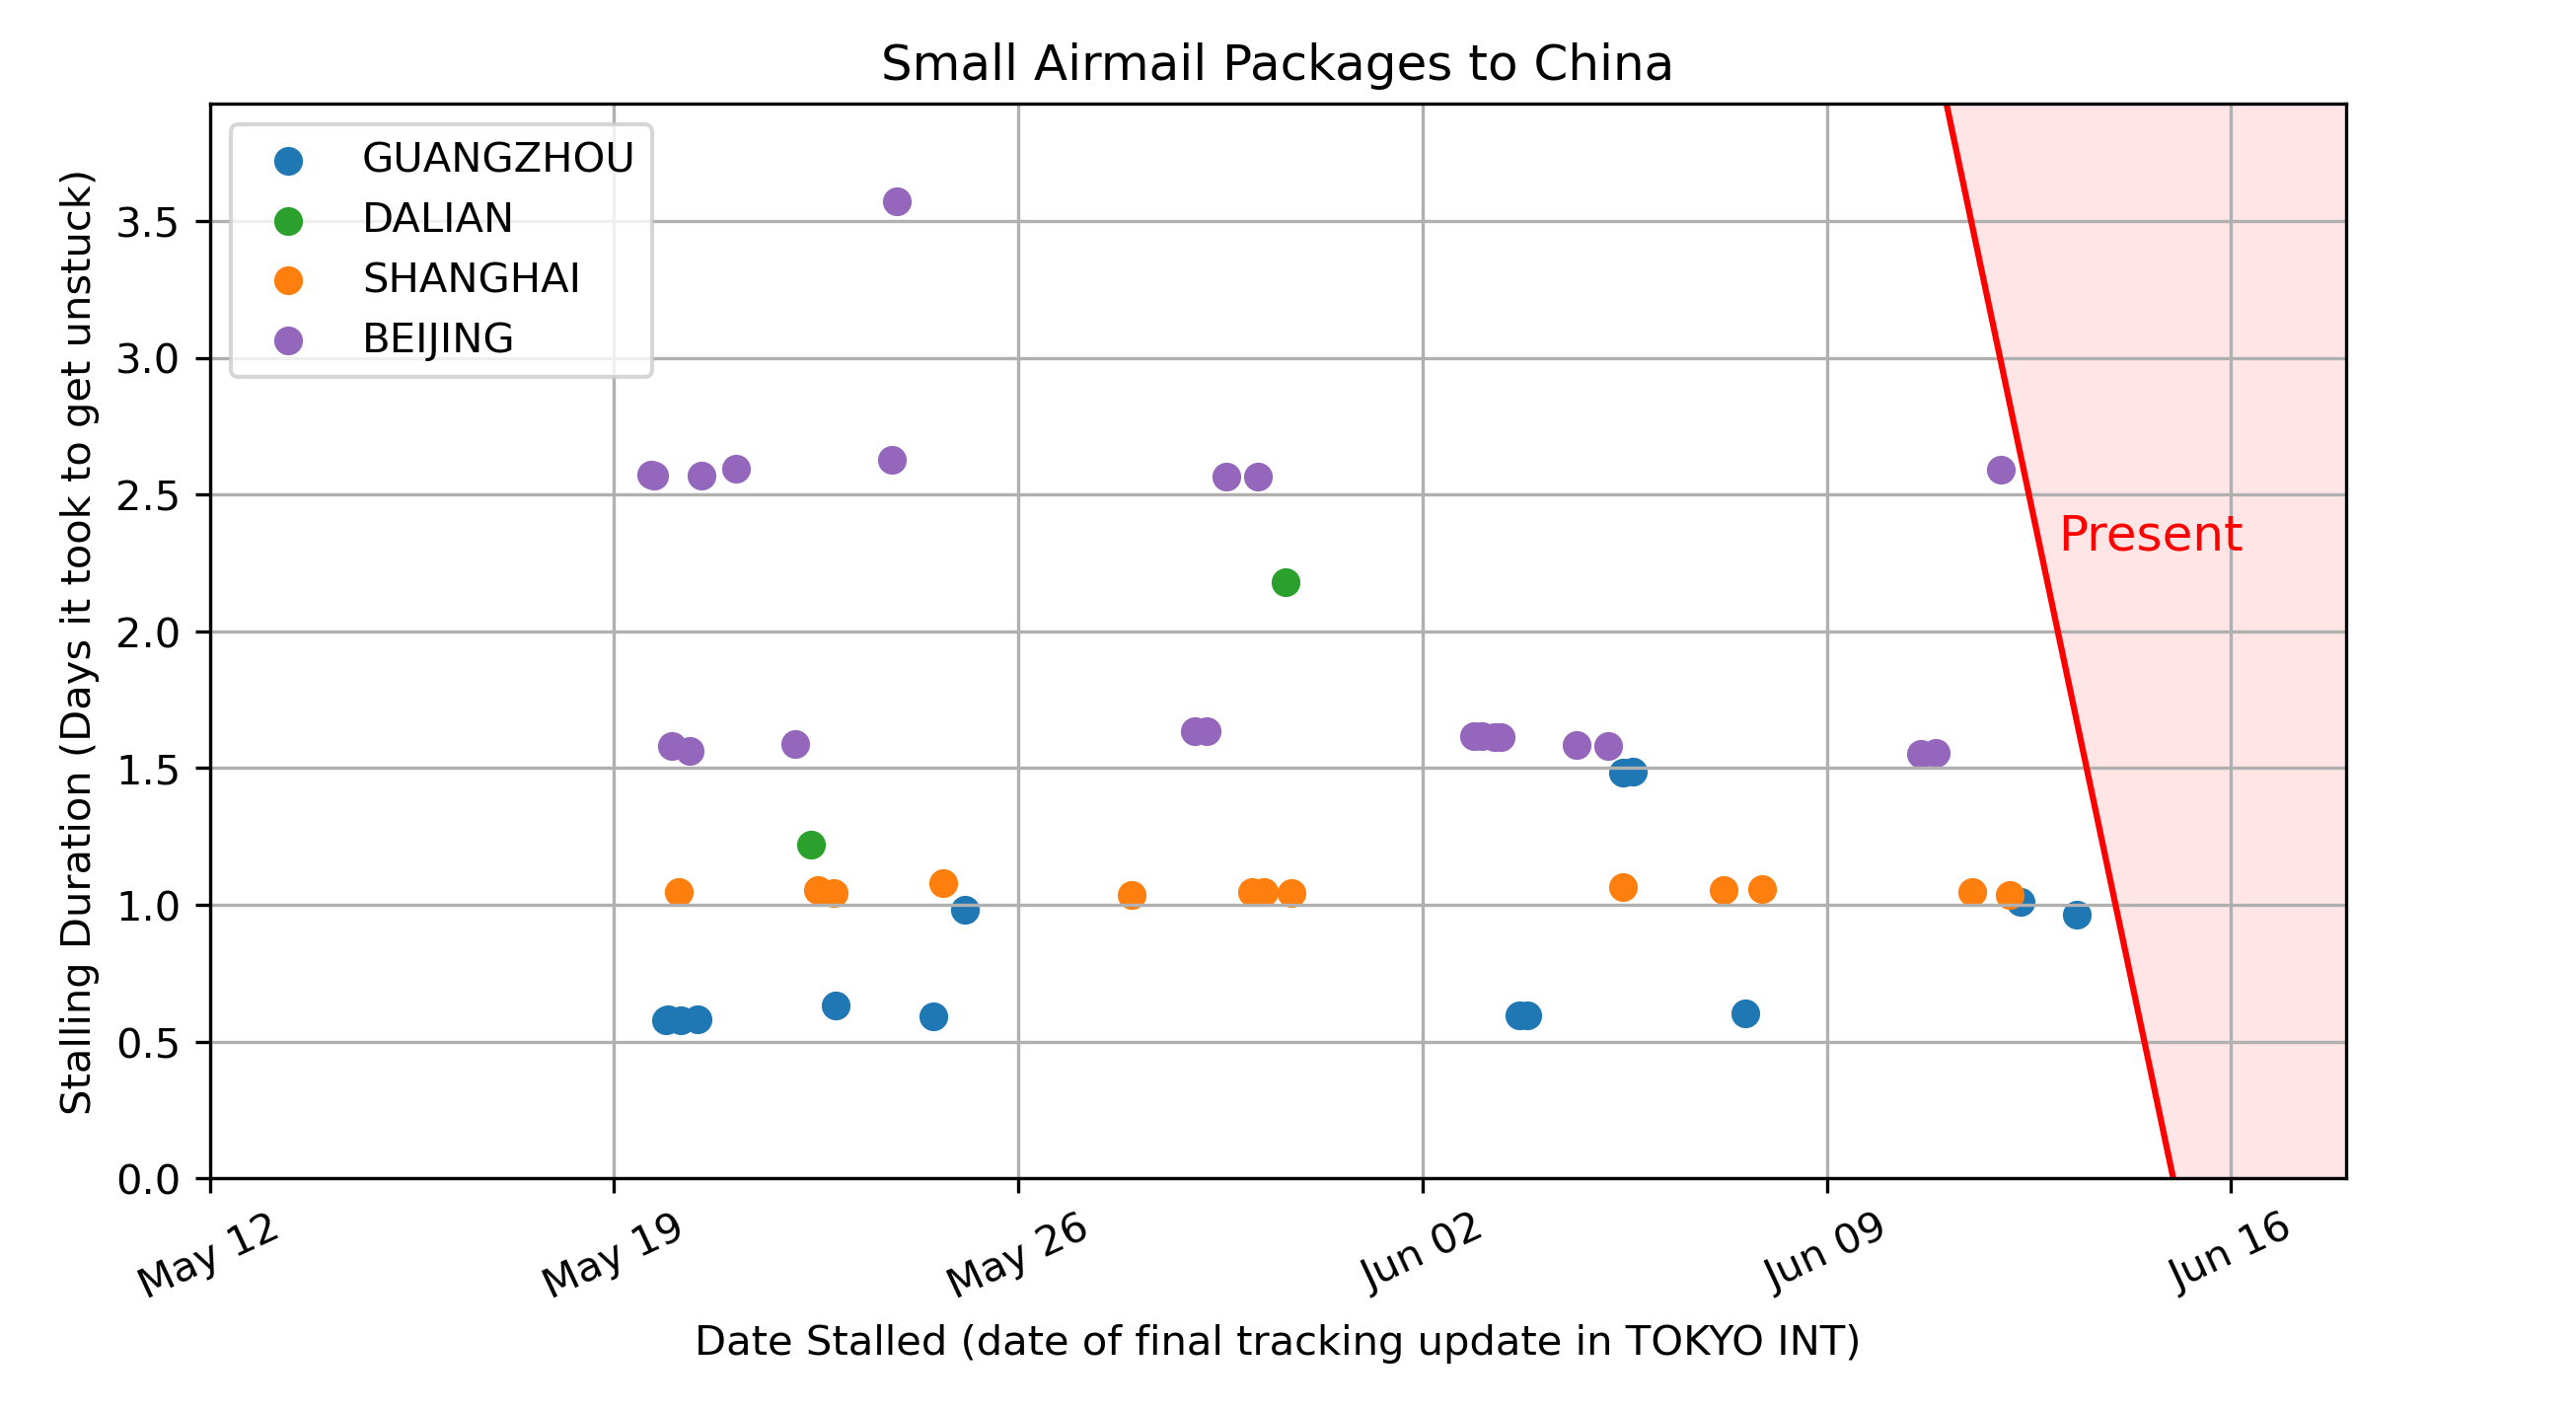 Small Airmail Packages to China
GUANGZHOU
DALIAN
SHANGHAI
BEIJING
Present
Stalling Duration (Days it took to get unstuck)
3.5
3.0
2.5
2.0
1.5
1.0
0.5
0.0
May 12
May 19
May 26
Jun 02
Jun 09
Jun 16
Date Stalled (date of final tracking update in TOKYO INT)